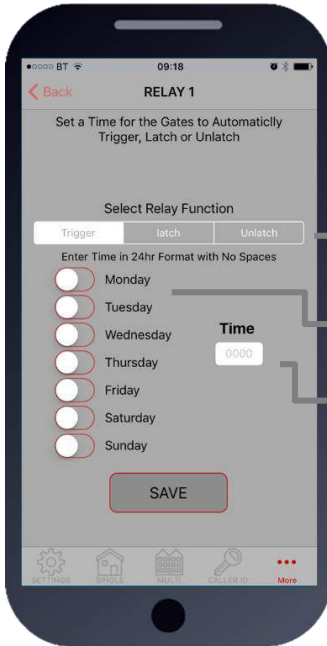 BT 09:18
Back RELAY 1
Set a Time for the Gates to Automaticlly
Trigger, Latch or Unlatch
Select Relay Function
Trigger latch Unlatch
Enter Time in 24hr Format with No Spaces
Monday
Tuesday
Wednesday
Thursday
Friday
Saturday
Sunday
Time
0000
SAVE
SETTINGS SINGLE MULTI CALLER ID More